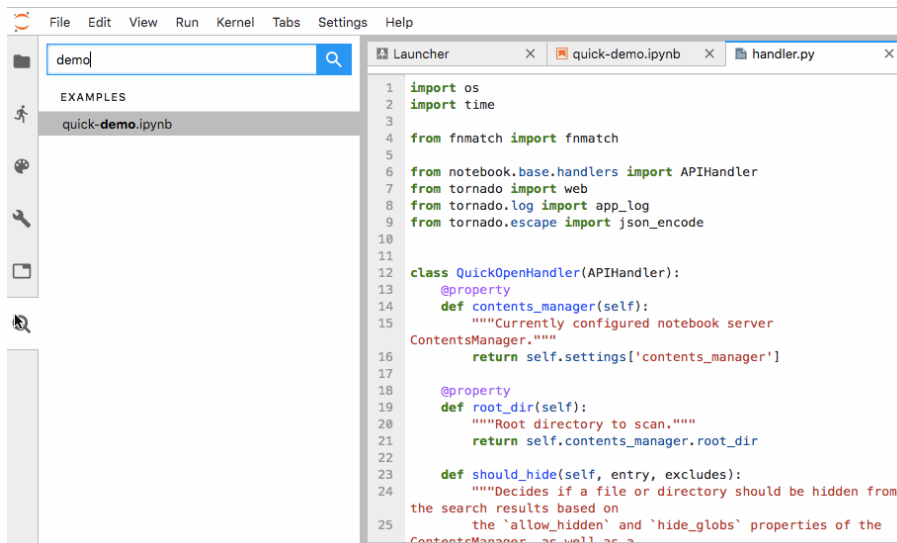 File Edit View Run Kernel Tabs Settings Help
demo
EXAMPLES
quick-demo.ipynb
Launcher quick-demo.ipynb handler.py
1 import os
2 import time
3
4 from fnmatch import fnmatch
5
6 from notebook.base.handlers import APIHandler
7 from tornado import web
8 from tornado.log import app_log
9 from tornado.escape import json_encode
10
11
12 class QuickOpenHandler(APIHandler):
13     @property
14     def contents_manager(self):
15         """Currently configured notebook server
ContentsManager."""
16         return self.settings['contents_manager']
17
18     @property
19     def root_dir(self):
20         """Root directory to scan."""
21         return self.contents_manager.root_dir
22
23     def should_hide(self, entry, excludes):
24         """Decides if a file or directory should be hidden from
the search results based on
25         the `allow_hidden` and `hide_globs` properties of the
ContentsManager, as well as a